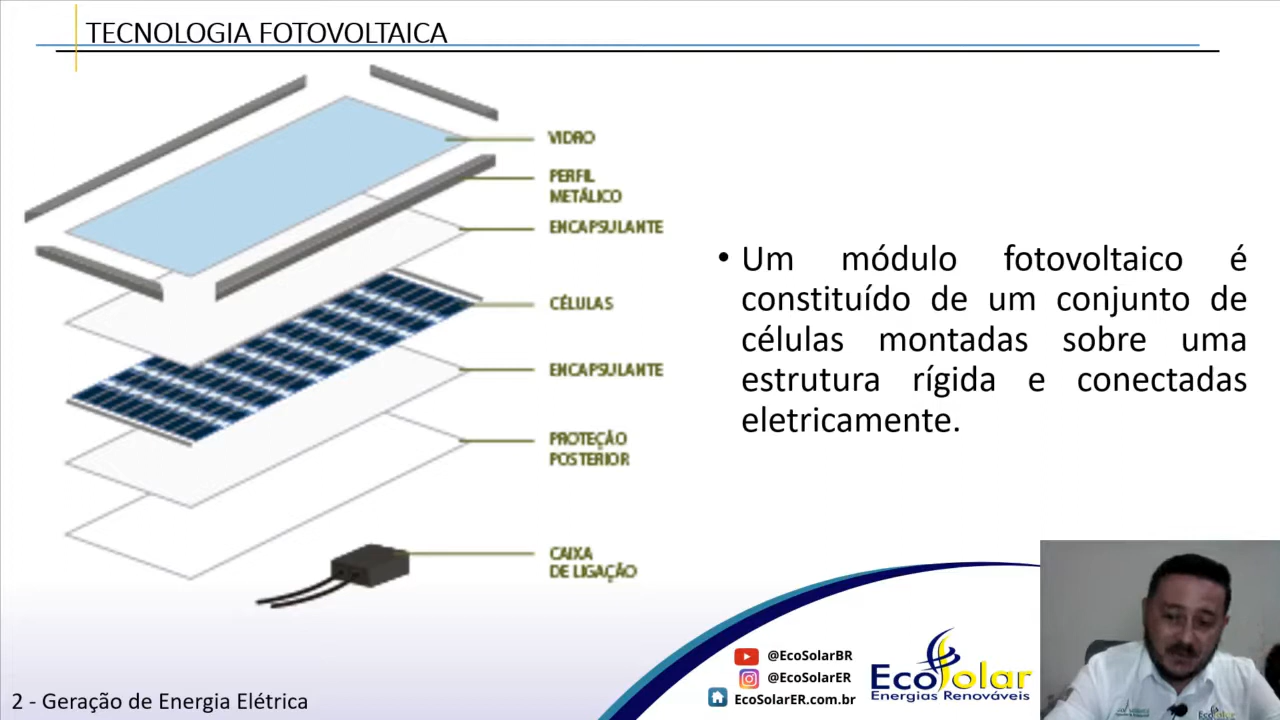 TECNOLOGIA FOTOVOLTAICA
VIDRO
PERFIL
METÁLICO
ENCAPSULANTE
CÉLULAS
ENCAPSULANTE
PROTEÇÃO
POSTERIOR
CAIXA
DE LIGAÇÃO
• Um módulo fotovoltaico é
constituído de um conjunto de
células montadas sobre uma
estrutura rígida e conectadas
eletricamente.
@EcoSolarBR
@EcoSolarER
EcoSolarER.com.br
EcoSolar
Energias Renováveis
2 - Geração de Energia Elétrica